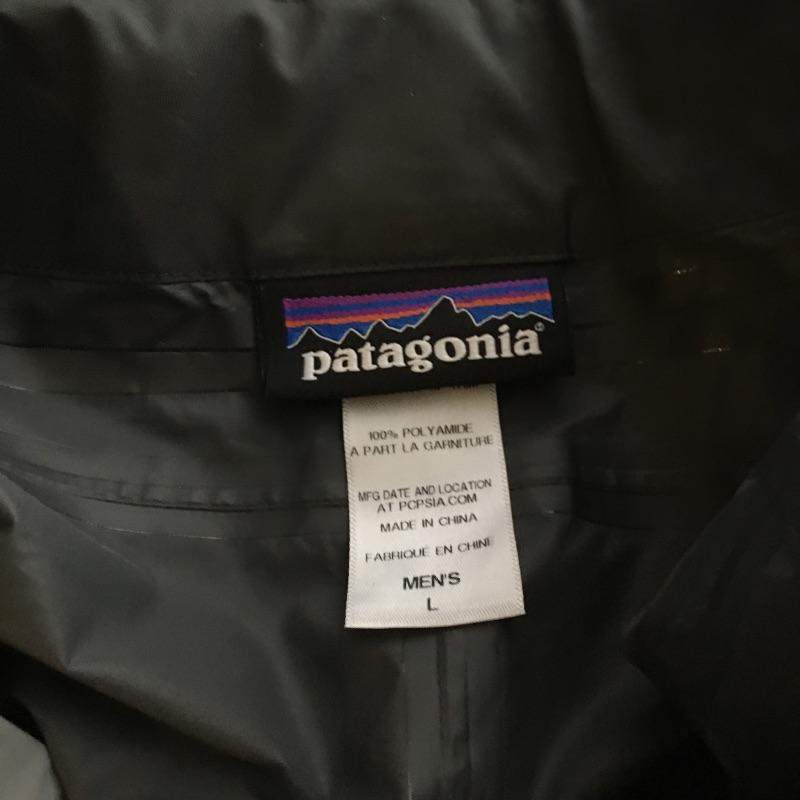 patagonia®
100% POLYAMIDE
A PART LA GARNITURE
MFG DATE AND LOCATION
AT PCPSIA.COM
MADE IN CHINA
FABRIQUÉ EN CHINE
MEN'S
L